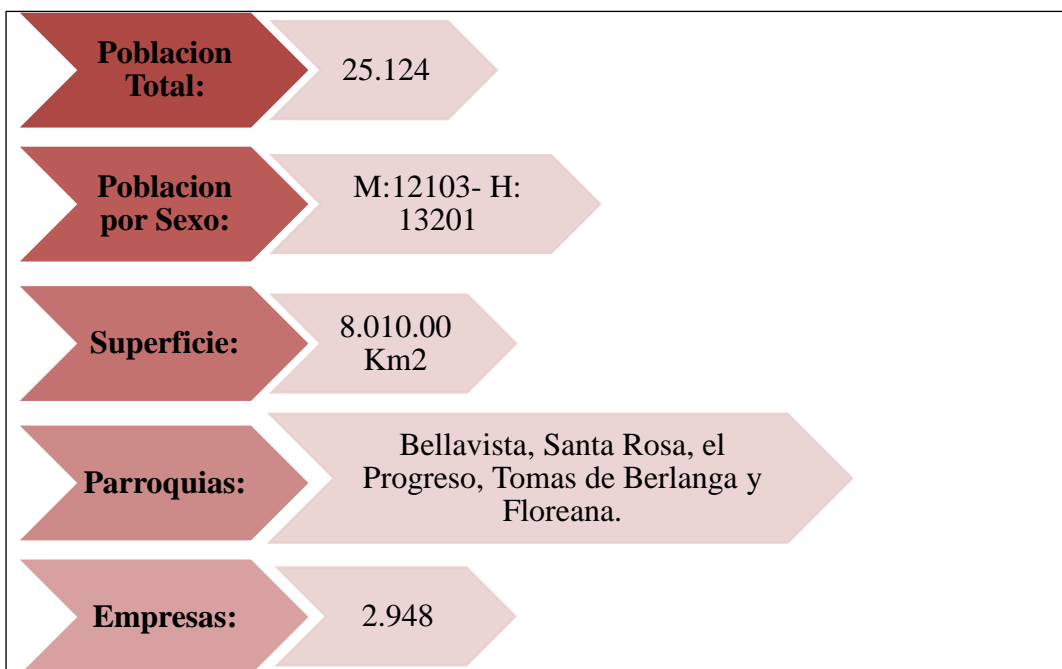 Poblacion
Total:
25.124
Poblacion
por Sexo:
M:12103- H:
13201
Superficie:
8.010.00
Km2
Parroquias:
Bellavista, Santa Rosa, el
Progreso, Tomas de Berlanga y
Floreana.
Empresas:
2.948